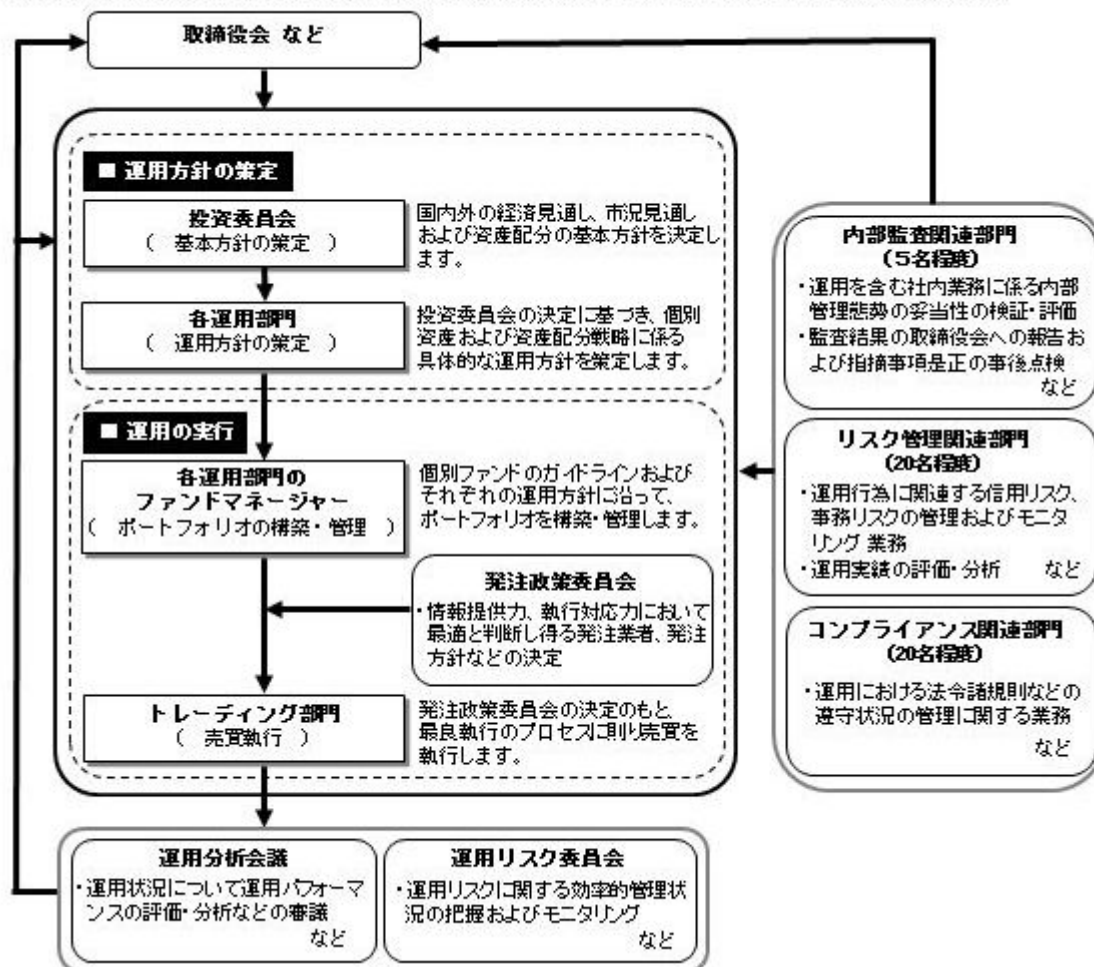 取締役会 など
■ 運用方針の策定
投資委員会
( 基本方針の策定 )
国内外の経済見通し、市況見通し
および資産配分の基本方針を決定し
ます。
各運用部門
( 運用方針の策定 )
投資委員会の決定に基づき、個別
資産および資産配分戦略に係る
具体的な運用方針を策定します。
■ 運用の実行
各運用部門の
ファンドマネージャー
( ポートフォリオの構築・管理 )
個別ファンドのガイドラインおよび
それぞれの運用方針に沿って、
ポートフォリオを構築・管理します。
発注政策委員会
・情報提供力、執行対応力において
最適と判断し得る発注業者、発注
方針などの決定
トレーディング部門
( 売買執行 )
発注政策委員会の決定のもと、
最良執行のプロセスに則り売買を
執行します。
運用分析会議
・運用状況について運用パフォーマ
ンスの評価・分析などの審議
など
運用リスク委員会
・運用リスクに関する効率的管理状
況の把握およびモニタリング
など
内部監査関連部門
(5名程度)
・運用を含む社内業務に係る内部
管理態勢の妥当性の検証・評価
・監査結果の取締役会への報告お
よび指摘事項是正の事後点検
など
リスク管理関連部門
(20名程度)
・運用行為に関連する信用リスク、
事務リスクの管理およびモニタ
リング 業務
・運用実績の評価・分析 など
コンプライアンス関連部門
(20名程度)
・運用における法令諸規則などの
遵守状況の管理に関する業務
など